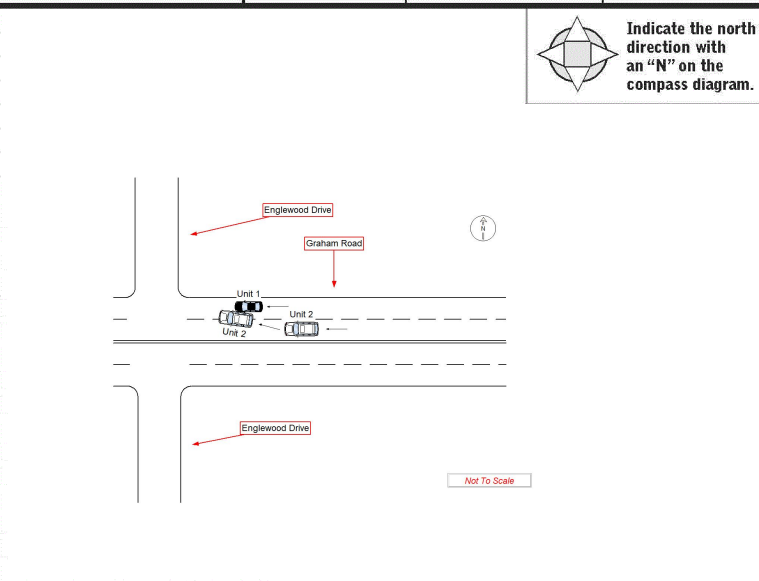 Indicate the north
direction with
an “N” on the
compass diagram.
Englewood Drive
N
Graham Road
Unit 1
Unit 2
Unit 2
Englewood Drive
Not To Scale